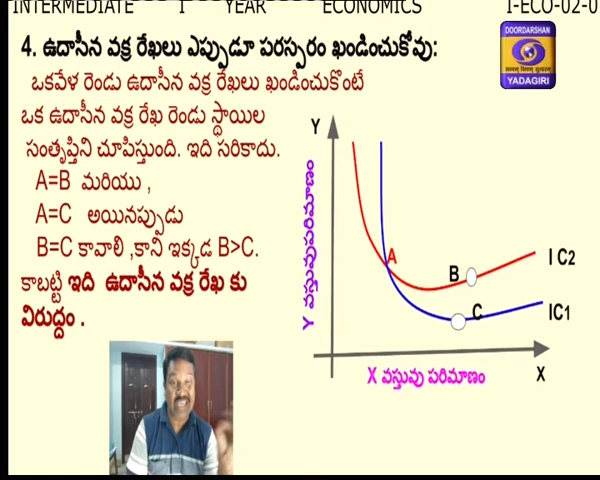 INTERMEDIATE I YEAR ECONOMICS I-ECO-02-0
DOORDARSHAN
YADAGIRI
4. ఉదాసీన వక్ర రేఖలు ఎప్పుడూ పరస్పరం ఖండించుకోవు:
ఒకవేళ రెండు ఉదాసీన వక్ర రేఖలు ఖండించుకొంటే
ఒక ఉదాసీన వక్ర రేఖ రెండు స్థాయిల
సంతృప్తిని చూపిస్తుంది. ఇది సరికాదు.
A=B మరియు ,
A=C అయినప్పుడు
B=C కావాలి ,కాని ఇక్కడ B>C.
కాబట్టి ఇది ఉదాసీన వక్ర రేఖ కు
విరుద్ధం .
Y
Y వస్తువుపరిమాణం
A
B
I C2
C
IC1
X వస్తువు పరిమాణం
X